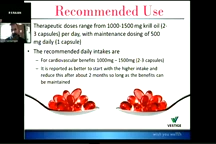 Recommended Use
Therapeutic doses range from 1000-1500 mg krill oil (2-
3 capsules) per day, with maintenance dosing of 500
mg daily (1 capsule)
• The recommended daily intakes are
– For cardiovascular benefits 1000mg – 1500mg (2-3 capsules)
– It is reported as better to start with the higher intake and
reduce this after about 2 months so long as the benefits can
be maintained
VESTIGE